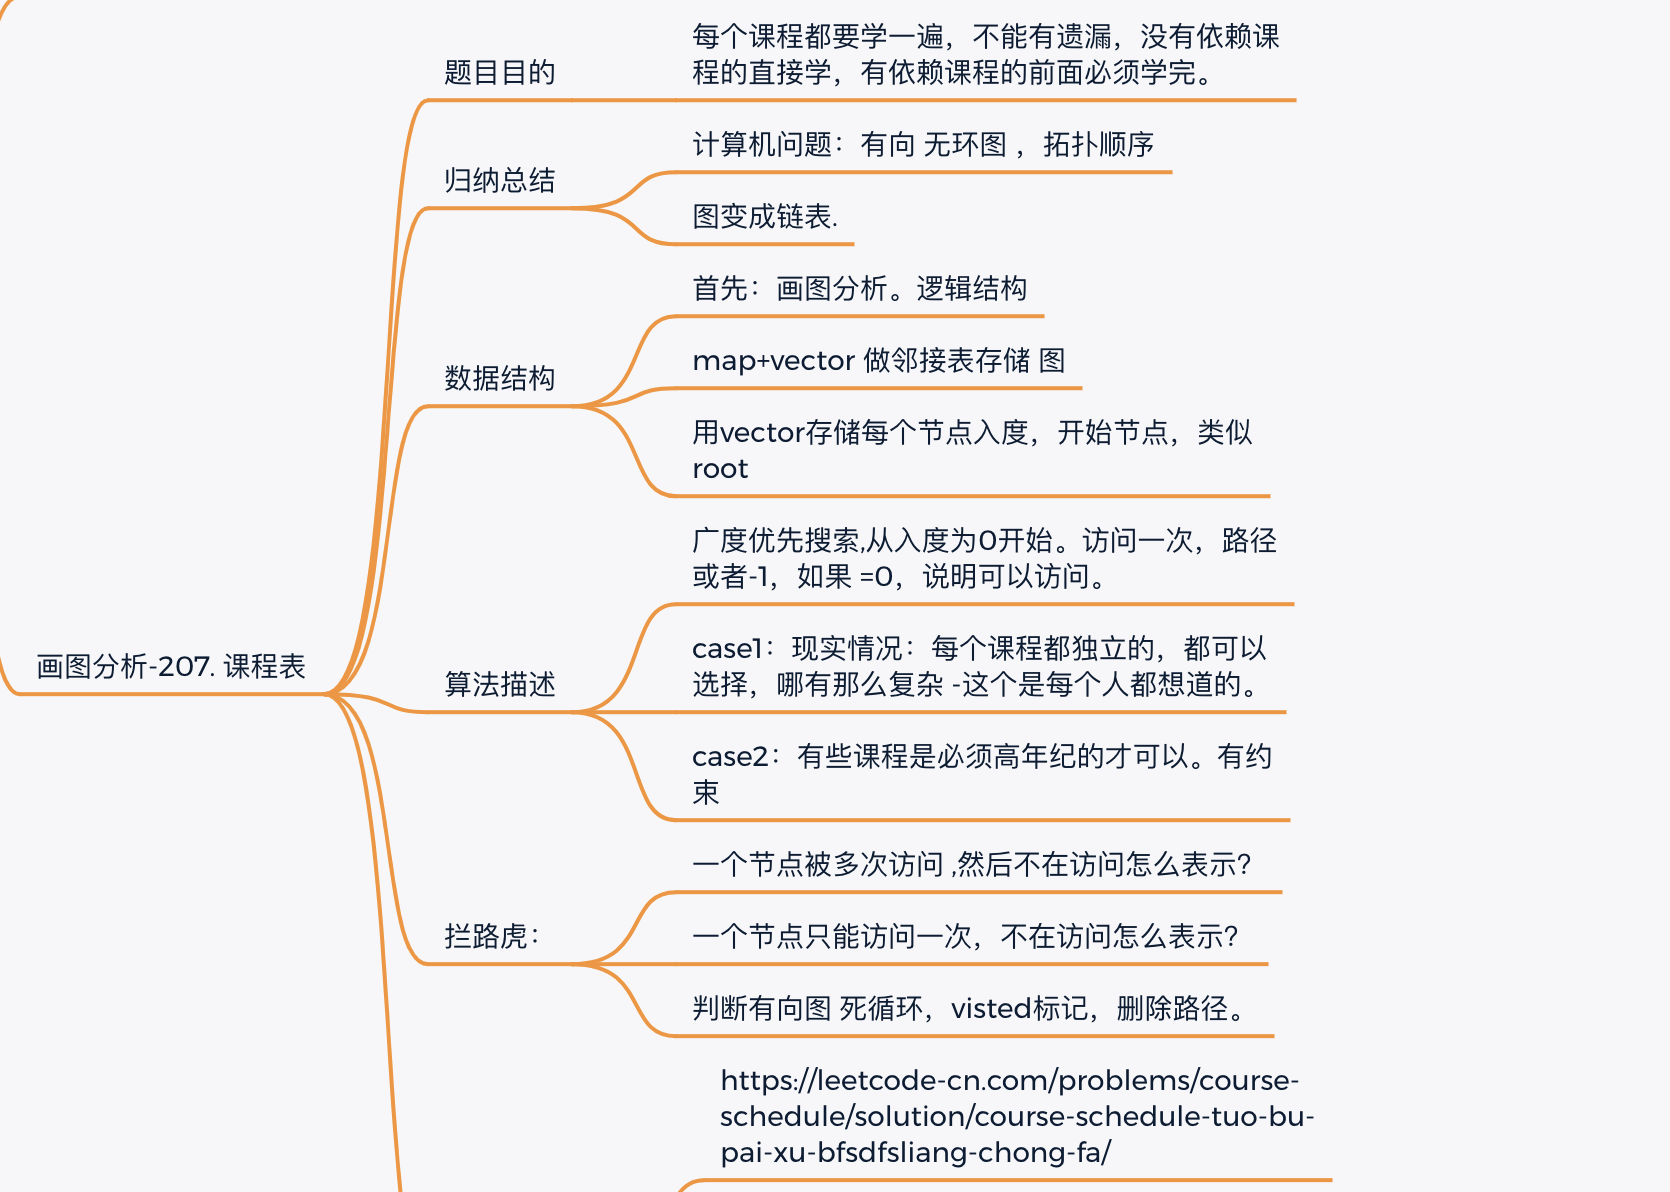 画图分析-207. 课程表
题目目的
每个课程都要学一遍，不能有遗漏，没有依赖课
程的直接学，有依赖课程的前面必须学完。
归纳总结
计算机问题：有向 无环图 ，拓扑顺序
图变成链表.
数据结构
首先：画图分析。逻辑结构
map+vector 做邻接表存储 图
用vector存储每个节点入度，开始节点，类似
root
算法描述
广度优先搜索,从入度为0开始。访问一次，路径
或者-1，如果 =0，说明可以访问。
case1：现实情况：每个课程都独立的，都可以
选择，哪有那么复杂 -这个是每个人都想道的。
case2：有些课程是必须高年纪的才可以。有约
束
拦路虎：
一个节点被多次访问 ,然后不在访问怎么表示？
一个节点只能访问一次，不在访问怎么表示？
判断有向图 死循环，visted标记，删除路径。
https://leetcode-cn.com/problems/course-
schedule/solution/course-schedule-tuo-bu-
pai-xu-bfsdfsliang-chong-fa/